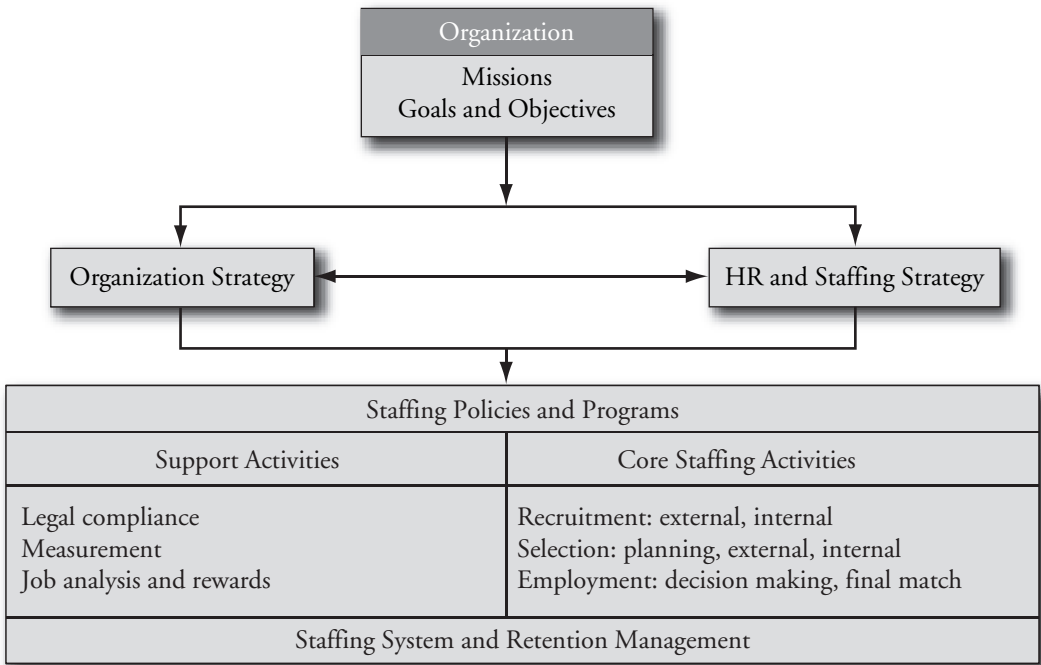 Organization
Missions
Goals and Objectives
Organization Strategy
HR and Staffing Strategy
Staffing Policies and Programs
Support Activities
Core Staffing Activities
Legal compliance
Measurement
Job analysis and rewards
Recruitment: external, internal
Selection: planning, external, internal
Employment: decision making, final match
Staffing System and Retention Management